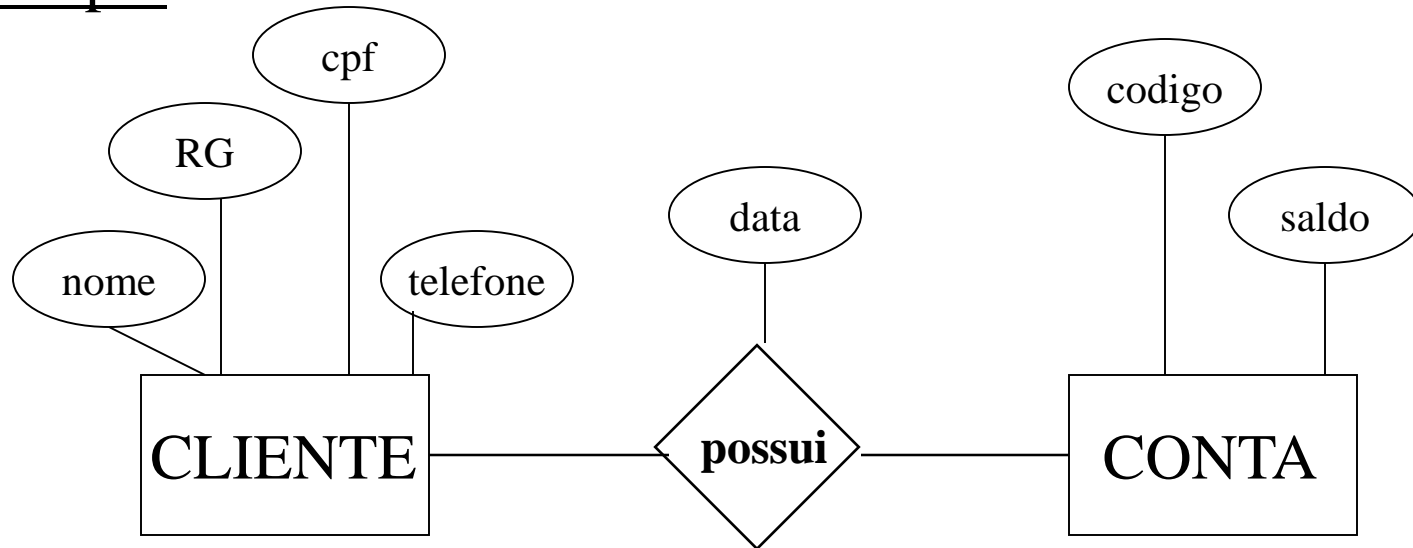 cpf
codigo
RG
data
saldo
nome
telefone
CLIENTE
possui
CONTA